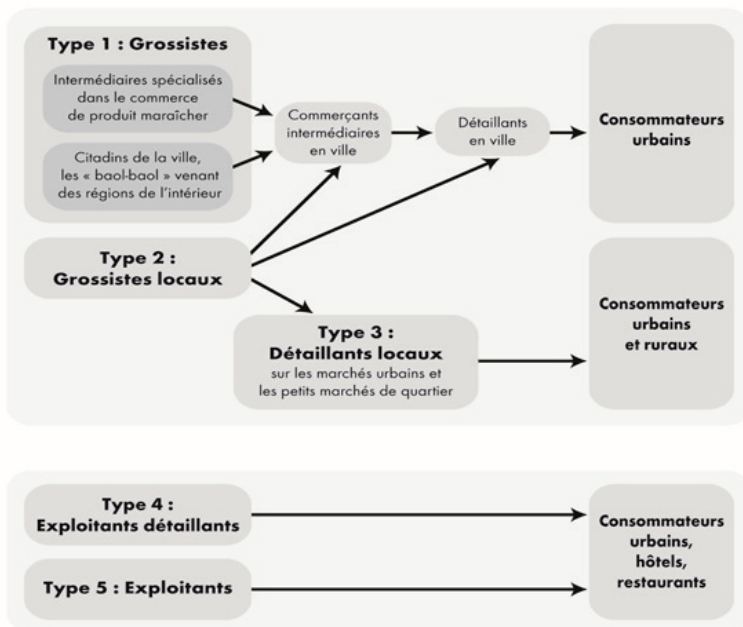 Type 1 : Grossistes
Intermédiaires spécialisés
dans le commerce
de produit maraîcher
Citadins de la ville,
les « baol-baol » venant
des régions de l’intérieur
Commerçants
intermédiaires
en ville
Détaillants
en ville
Consommateurs
urbains
Type 2 :
Grossistes locaux
Type 3 :
Détaillants locaux
sur les marchés urbains et
les petits marchés de quartier
Consommateurs
urbains
et ruraux
Type 4 :
Exploitants détaillants
Type 5 : Exploitants
Consommateurs
urbains,
hôtels,
restaurants